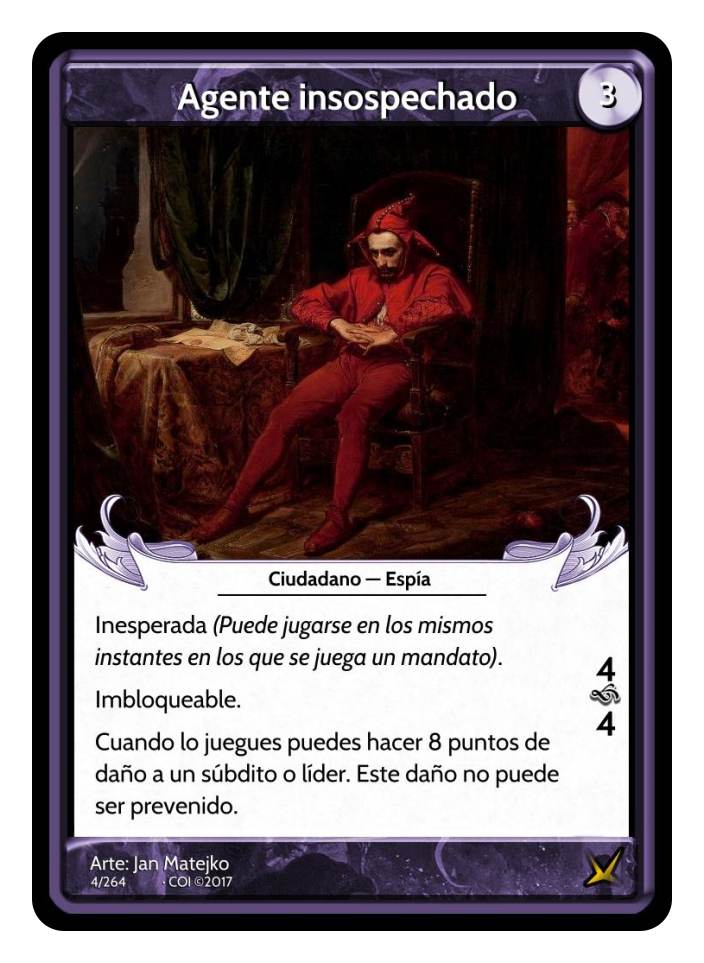 Agente insospechado
3
Ciudadano — Espía
Inesperada (Puede jugarse en los mismos
instantes en los que se juega un mandato).
Imbloqueable.
Cuando lo juegues puedes hacer 8 puntos de
daño a un súbdito o líder. Este daño no puede
ser prevenido.
4
4
Arte: Jan Matejko
4/264 · COI ©2017